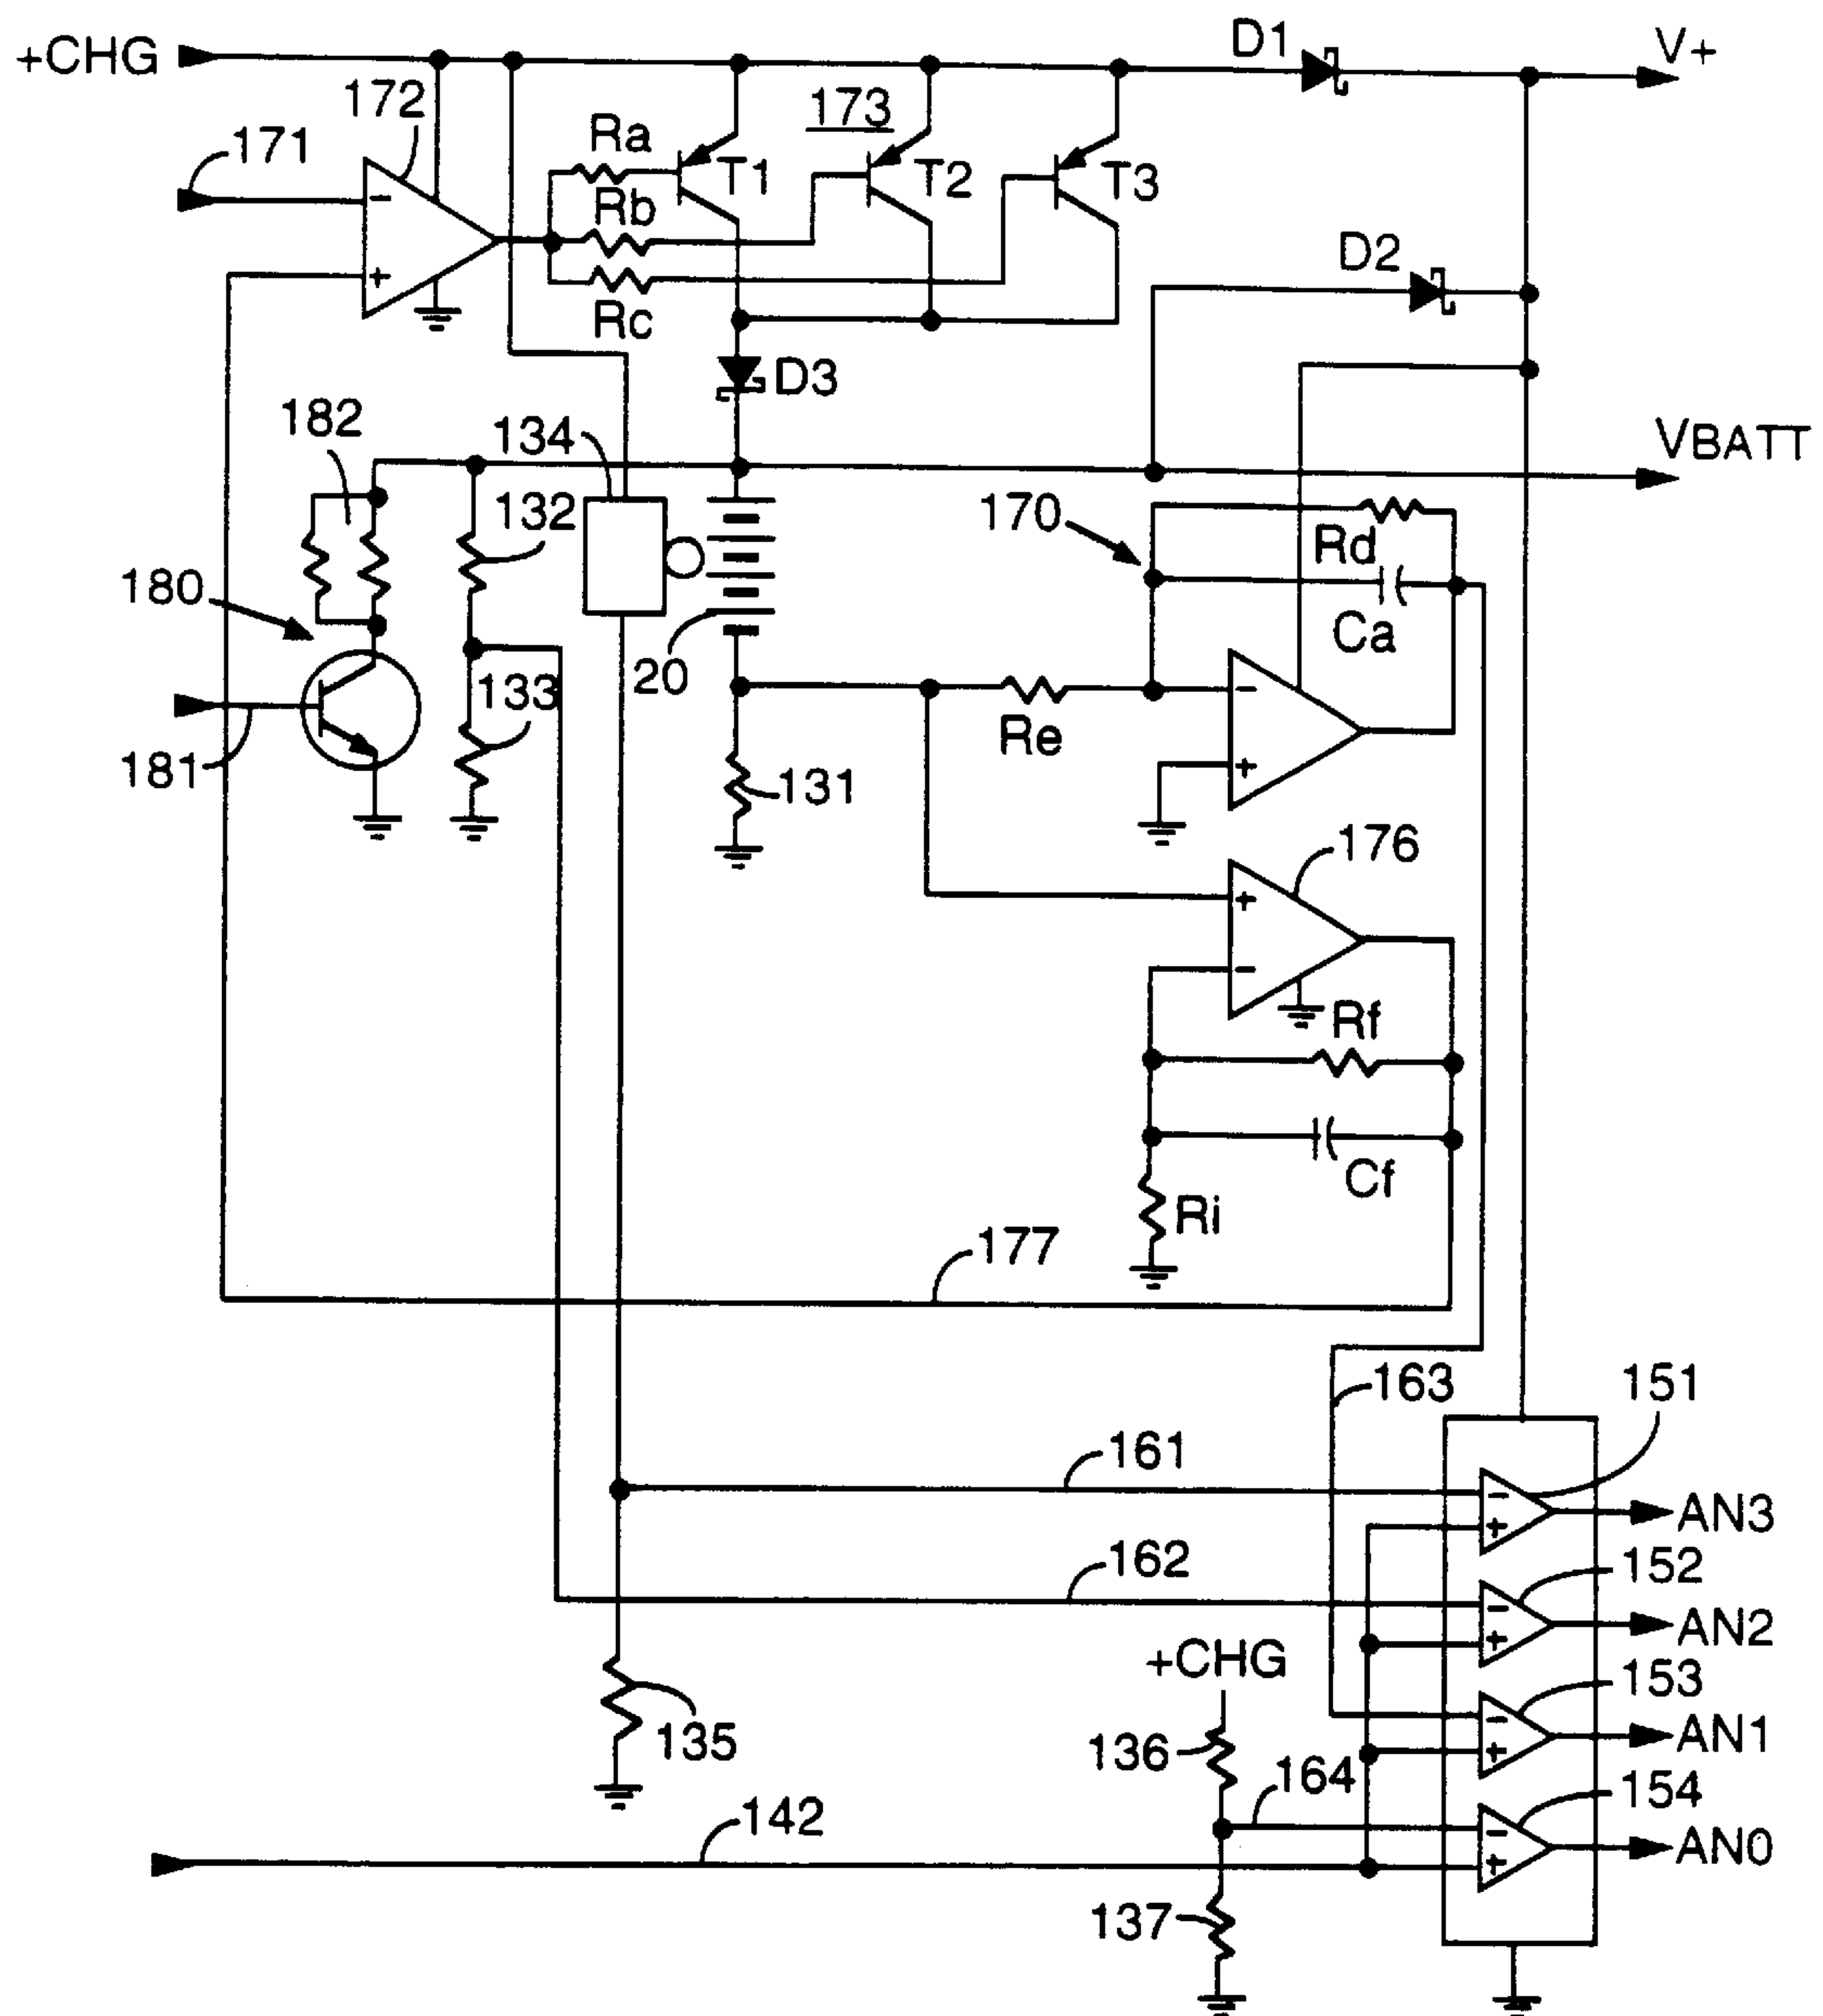 +CHG
D1
V+
172
171
173
Ra
T1
T2
T3
Rb
Rc
−
+
D2
D3
182
134
VBATT
132
170
Rd
180
Ca
20
133
Re
−
+
181
131
176
+
−
Rf
Cf
Ri
177
163
151
161
−
+
AN3
162
152
−
+
AN2
+CHG
153
−
+
AN1
135
136
164
154
−
+
AN0
142
137